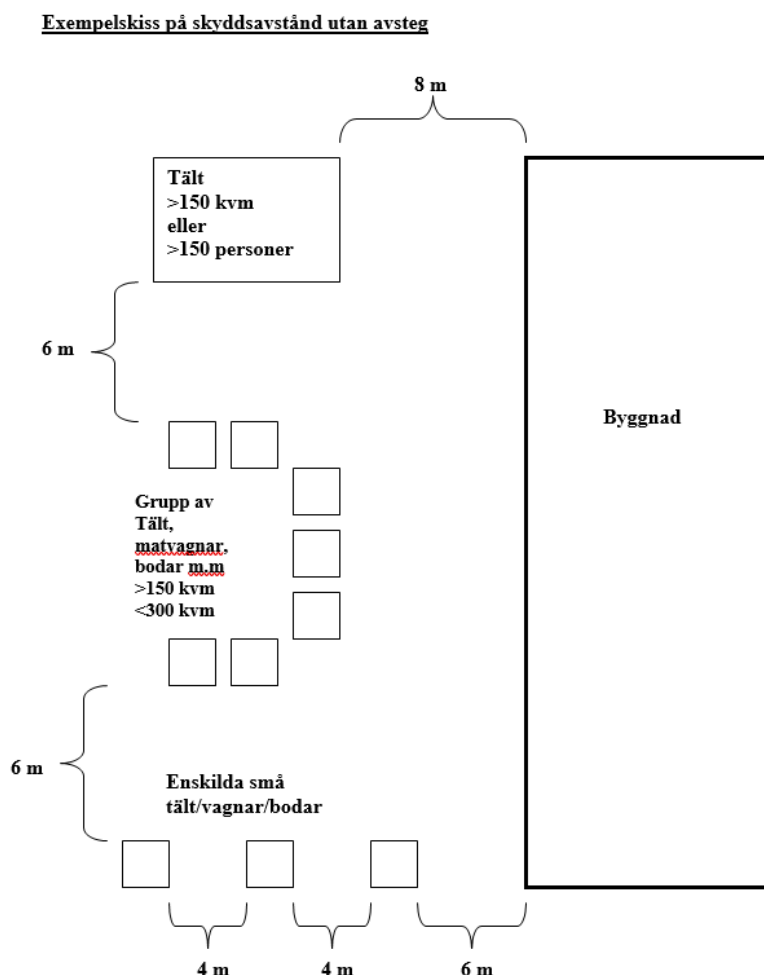 Exempelskiss på skyddsavstånd utan avsteg
8 m
Tält
>150 kvm
eller
>150 personer
6 m
Byggnad
Grupp av
Tält,
matvagnar,
bodar m.m
>150 kvm
<300 kvm
6 m
Enskilda små
tält/vagnar/bodar
4 m
4 m
6 m